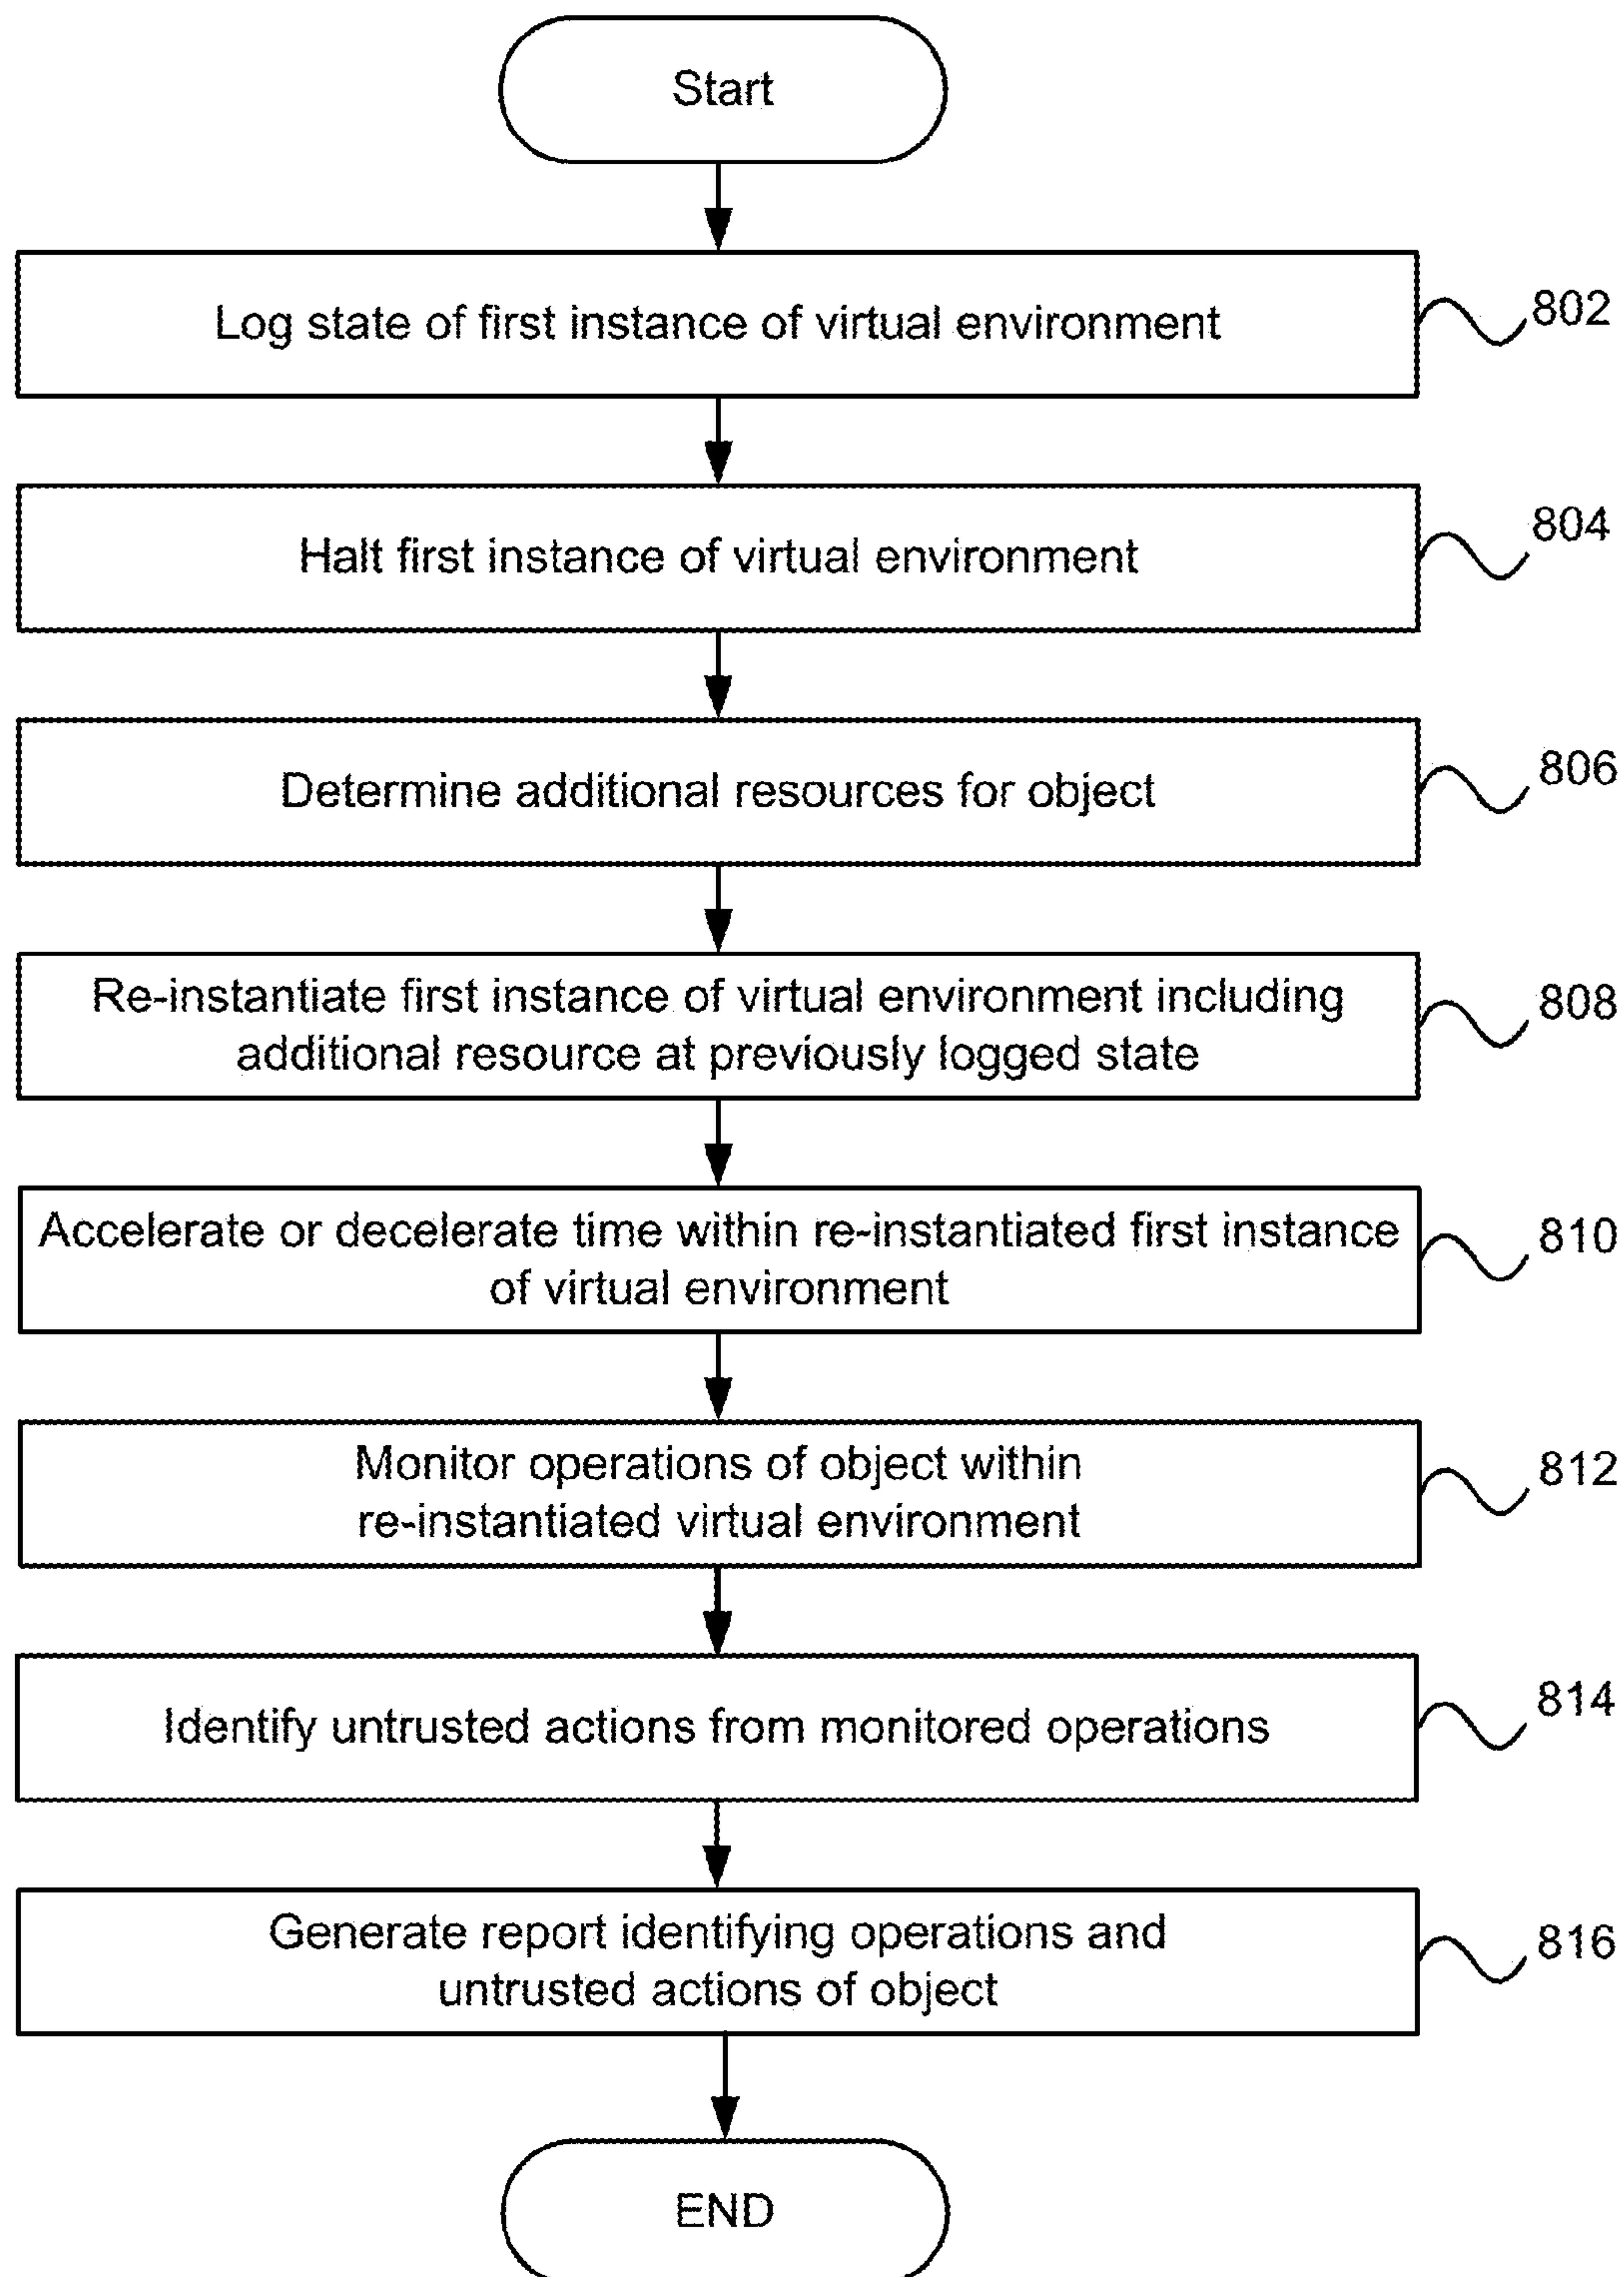 Start
Log state of first instance of virtual environment
802
Halt first instance of virtual environment
804
Determine additional resources for object
806
Re-instantiate first instance of virtual environment including
additional resource at previously logged state
808
Accelerate or decelerate time within re-instantiated first instance
of virtual environment
810
Monitor operations of object within
re-instantiated virtual environment
812
Identify untrusted actions from monitored operations
814
Generate report identifying operations and
untrusted actions of object
816
END